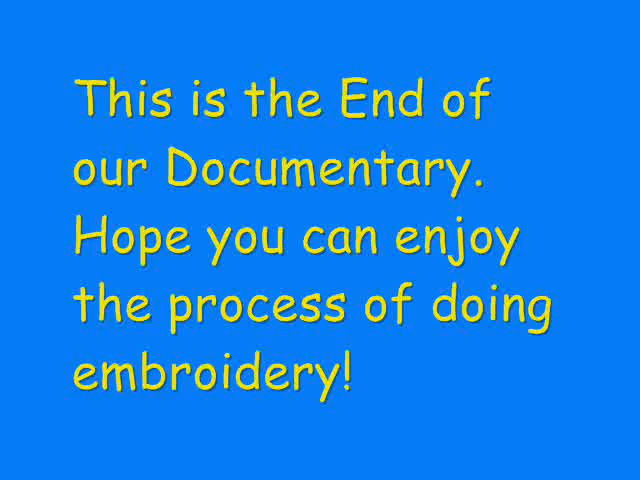 This is the End of
our Documentary.
Hope you can enjoy
the process of doing
embroidery!